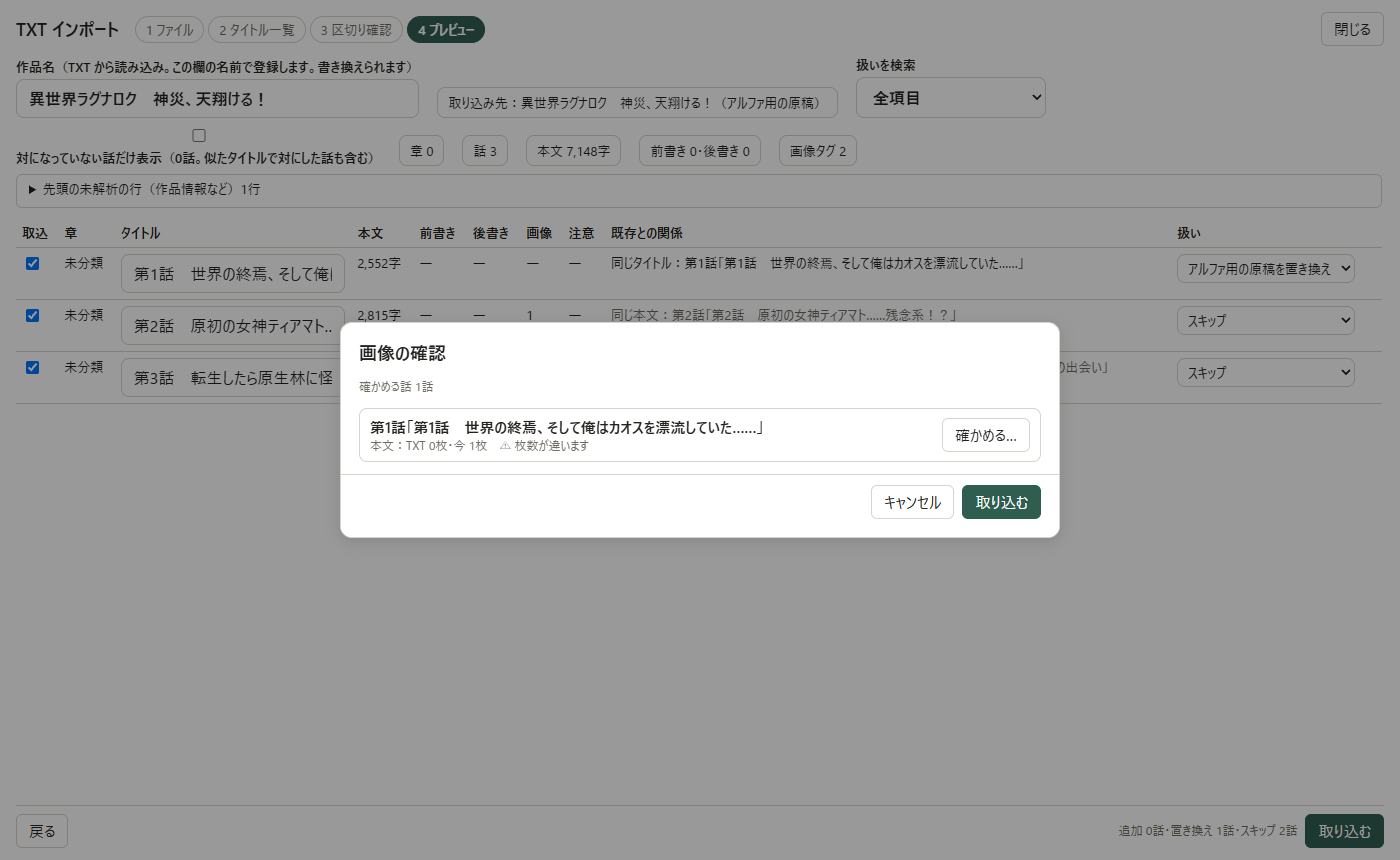 TXT インポート
1 ファイル
2 タイトル一覧
3 区切り確認
4 プレビュー
閉じる
作品名（TXT から読み込み。この欄の名前で登録します。書き換えられます）
扱いを検索
異世界ラグナロク　神災、天翔ける！
取り込み先：異世界ラグナロク　神災、天翔ける！（アルファ用の原稿）
全項目
対になっていない話だけ表示（0話。似たタイトルで対にした話も含む）
章 0
話 3
本文 7,148字
前書き 0･後書き 0
画像タグ 2
▶ 先頭の未解析の行（作品情報など）1行
取込 章 タイトル 本文 前書き 後書き 画像 注意 既存との関係 扱い
未分類 第1話　世界の終焉、そして俺 2,552字 — — — — 同じタイトル：第1話「第1話　世界の終焉、そして俺はカオスを漂流していた……」 アルファ用の原稿を置き換え
未分類 第2話　原初の女神ティアマト.. 2,815字 — — 1 — 同じ本文：第2話「第2話　原初の女神ティアマト……残念系！？」 スキップ
未分類 第3話　転生したら原生林に怪 の出会い」 スキップ
画像の確認
確かめる話 1話
第1話「第1話　世界の終焉、そして俺はカオスを漂流していた……」
本文：TXT 0枚･今 1枚　⚠ 枚数が違います
確かめる...
キャンセル
取り込む
戻る
追加 0話･置き換え 1話･スキップ 2話
取り込む